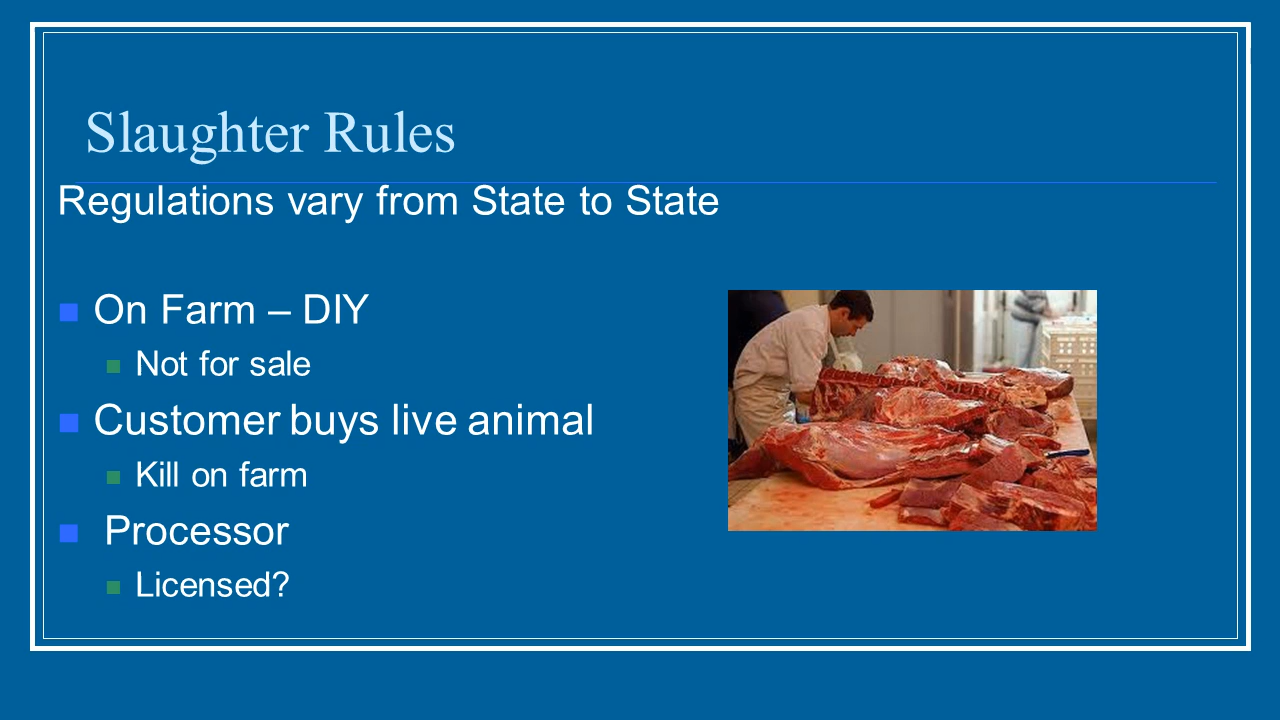 Slaughter Rules
Regulations vary from State to State
On Farm – DIY
Not for sale
Customer buys live animal
Kill on farm
Processor
Licensed?